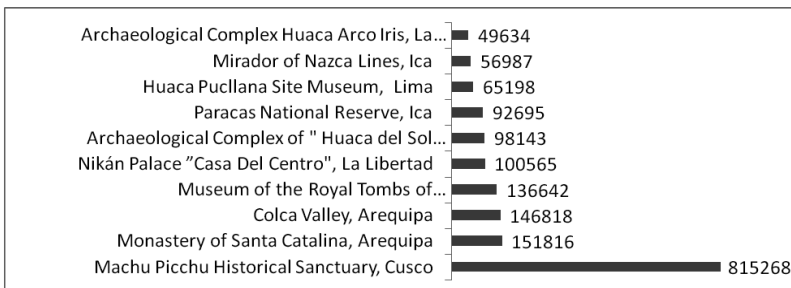 Archaeological Complex Huaca Arco Iris, La... 49634
Mirador of Nazca Lines, Ica 56987
Huaca Pucllana Site Museum, Lima 65198
Paracas National Reserve, Ica 92695
Archaeological Complex of " Huaca del Sol... 98143
Nikán Palace ”Casa Del Centro", La Libertad 100565
Museum of the Royal Tombs of... 136642
Colca Valley, Arequipa 146818
Monastery of Santa Catalina, Arequipa 151816
Machu Picchu Historical Sanctuary, Cusco 815268